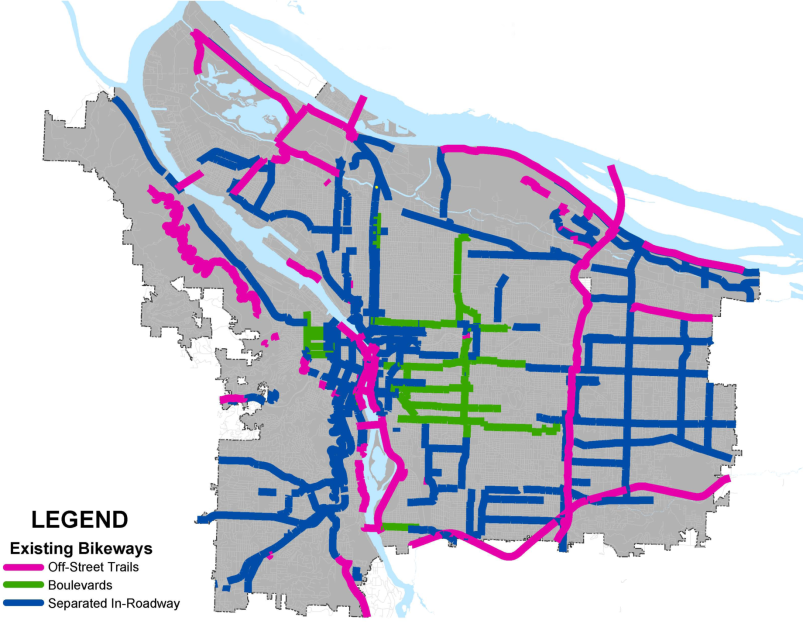 LEGEND
Existing Bikeways
Off-Street Trails
Boulevards
Separated In-Roadway